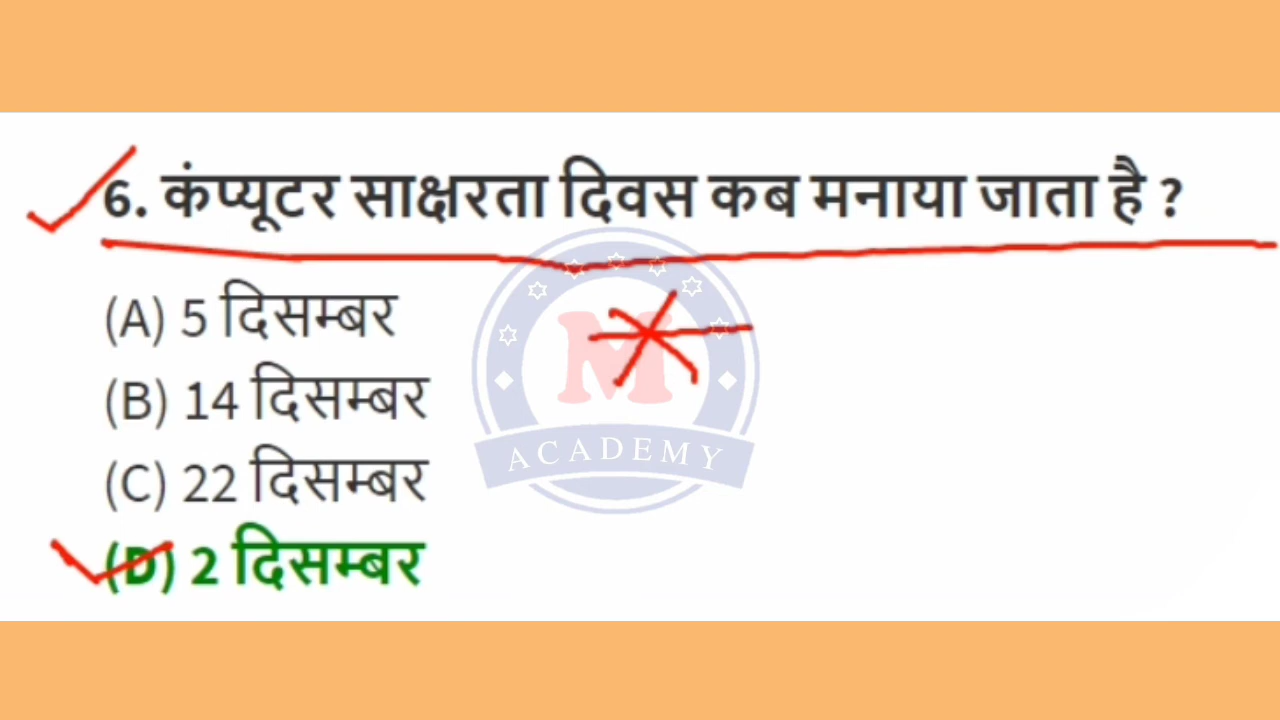 6. कंप्यूटर साक्षरता दिवस कब मनाया जाता है ?
(A) 5 दिसम्बर
M
(B) 14 दिसम्बर
ACADEMY
(C) 22 दिसम्बर
(D) 2 दिसम्बर